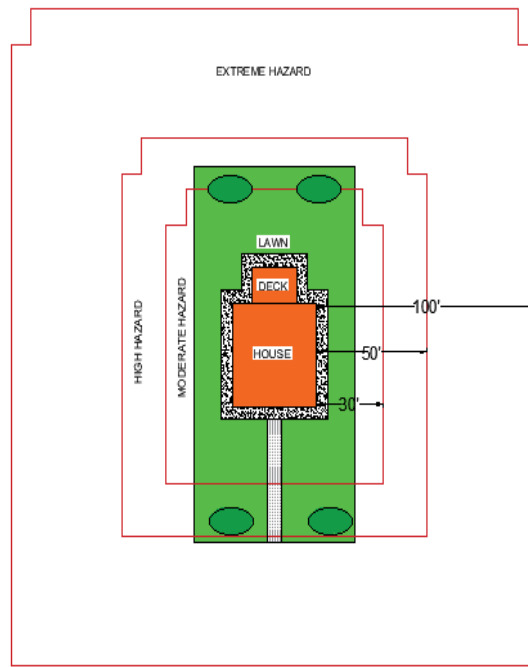 EXTREME HAZARD
LAWN
DECK
100'
HIGH HAZARD
MODERATE HAZARD
HOUSE
50'
30'